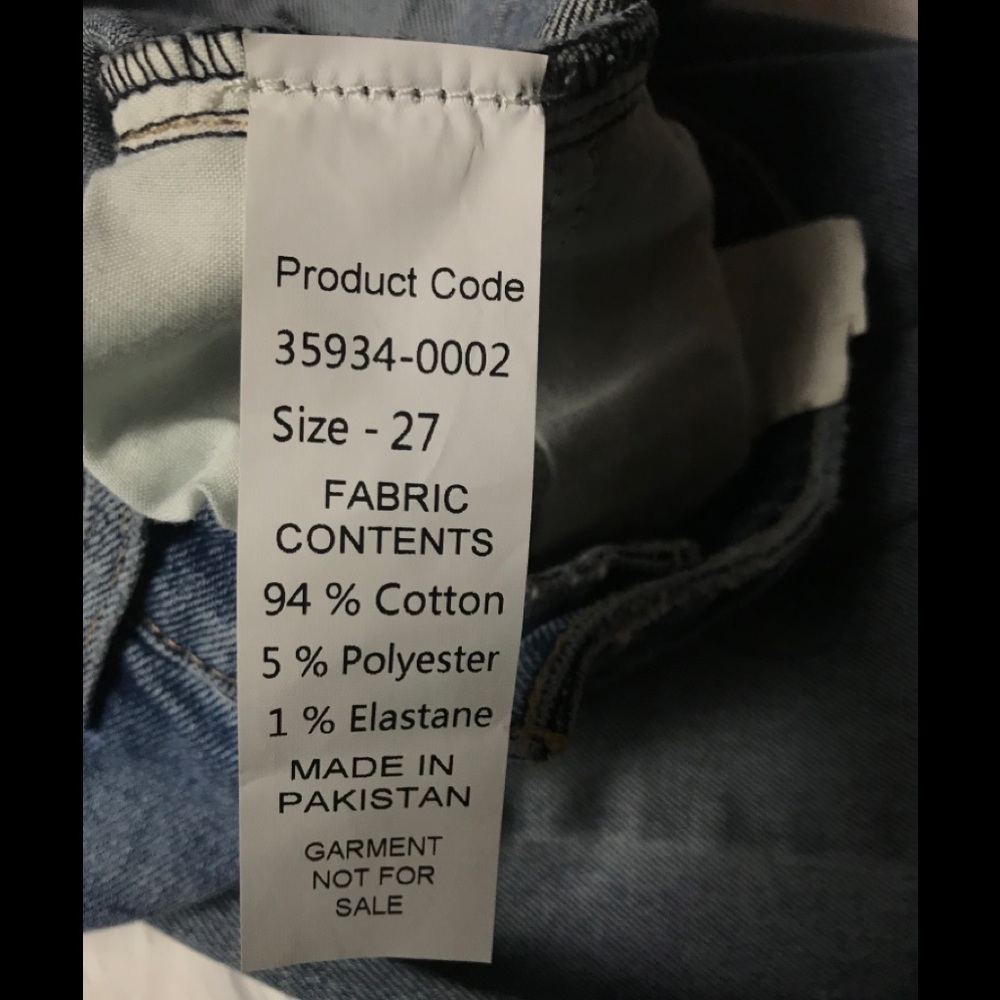 Product Code
35934-0002
Size - 27
FABRIC
CONTENTS
94 % Cotton
5 % Polyester
1 % Elastane
MADE IN
PAKISTAN
GARMENT
NOT FOR
SALE